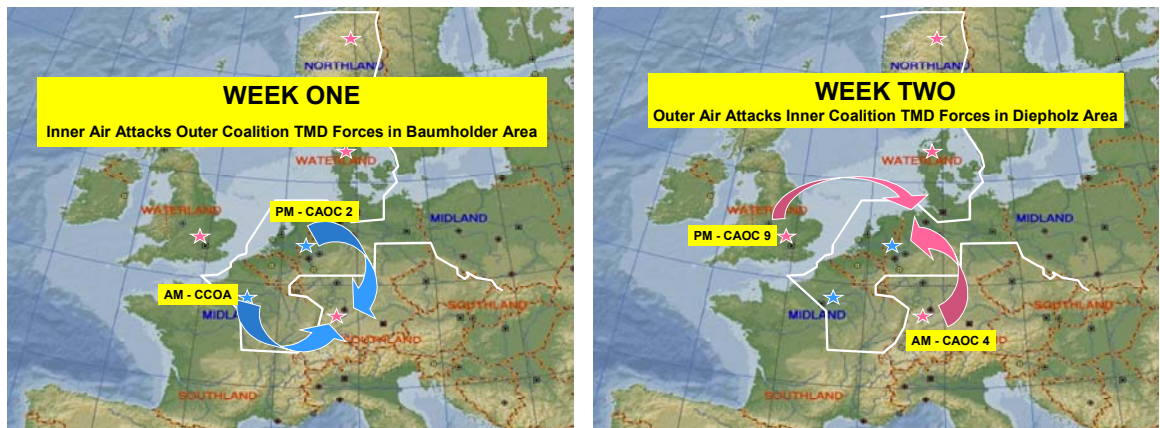 WEEK ONE
Inner Air Attacks Outer Coalition TMD Forces in Baumholder Area
NORTHLAND
WATERLAND
WATERLAND
PM - CAOC 2
MIDLAND
AM - CCOA
MIDL
SOUTHLAND
SOUTHLAND
SOUTHLAND
WEEK TWO
Outer Air Attacks Inner Coalition TMD Forces in Diepholz Area
NORTHLAND
WATERLAND
WATERLAND
MIDLAND
PM - CAOC 9
MIDLAND
SOUTHLAND
AM - CAOC 4
SOUTHLAND